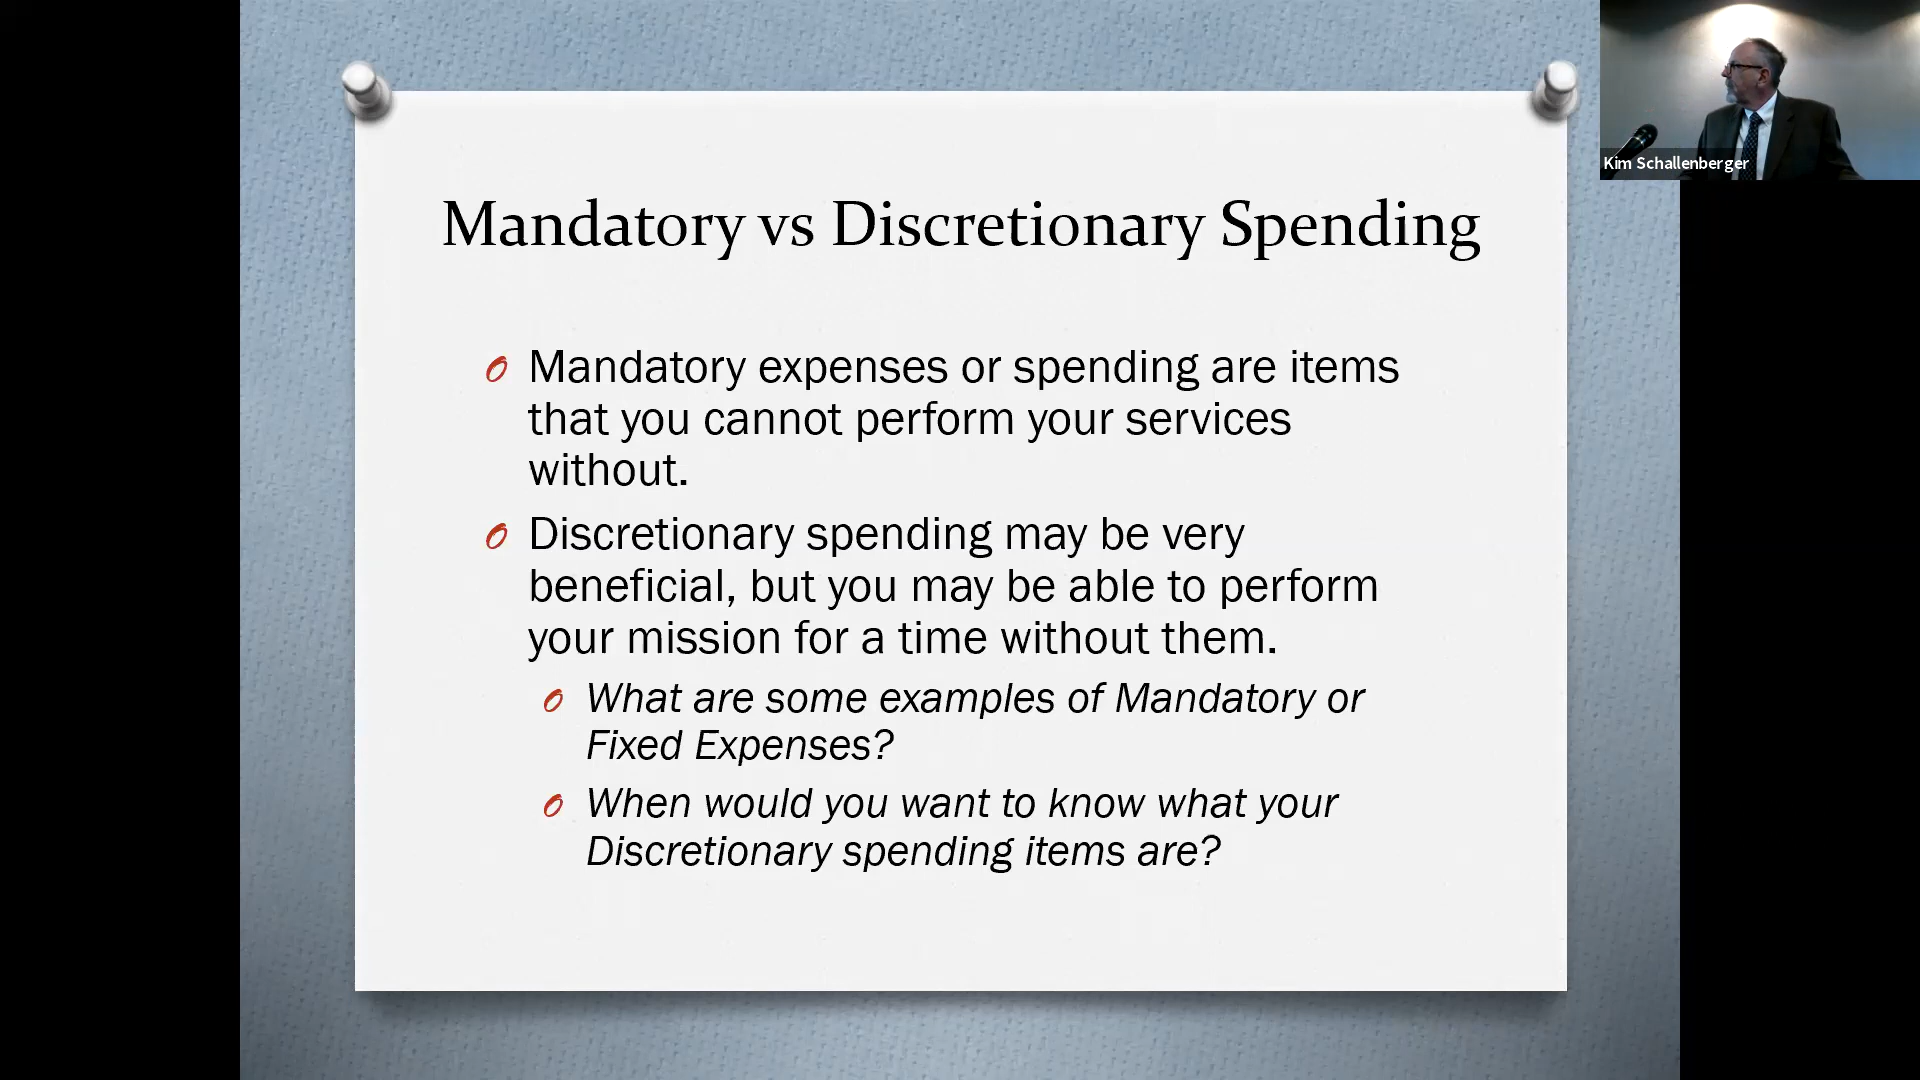 Mandatory vs Discretionary Spending
Mandatory expenses or spending are items
that you cannot perform your services
without.
Discretionary spending may be very
beneficial, but you may be able to perform
your mission for a time without them.
What are some examples of Mandatory or
Fixed Expenses?
When would you want to know what your
Discretionary spending items are?
Kim Schallenberger